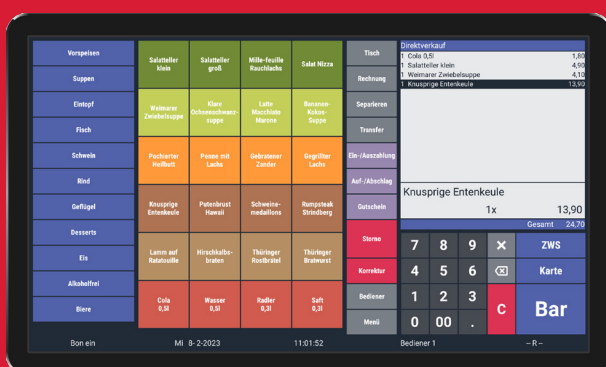 Vorspeisen
Suppen
Eintopf
Fisch
Schwein
Rind
Geflügel
Desserts
Eis
Alkoholfrei
Biere
Salatteller
klein
Salatteller
groß
Mille-feuille
Rauchlachs
Salat Nizza
Weimarer
Zwiebelsuppe
Klare
Ochsenschwanz-
suppe
Latte
Macchiato
Marone
Bananen-
Kokos-
Suppe
Pochierter
Heilbutt
Penne mit
Lachs
Gebratener
Zander
Gegrillter
Lachs
Knusprige
Entenkeule
Putenbrust
Hawaii
Schweine-
medaillons
Rumpsteak
Strindberg
Lamm auf
Ratatouille
Hirschkalbs-
braten
Thüringer
Rostbrätel
Thüringer
Bratwurst
Cola
0,5l
Wasser
0,5l
Radler
0,3l
Saft
0,3l
Tisch
Rechnung
Separieren
Transfer
Ein-/Auszahlung
Auf-/Abschlag
Gutschein
Storno
Korrektur
Bediener
Menü
Direktverkauf
1 Cola 0,5l 1,80
1 Salatteller klein 4,90
1 Weimarer Zwiebelsuppe 4,10
1 Knusprige Entenkeule 13,90
Knusprige Entenkeule
1x 13,90
Gesamt 24,70
7 8 9 X ZWS
4 5 6 Karte
1 2 3 C Bar
0 00 .
Bon ein Mi 8- 2-2023 11:01:52 Bediener 1 -- R --